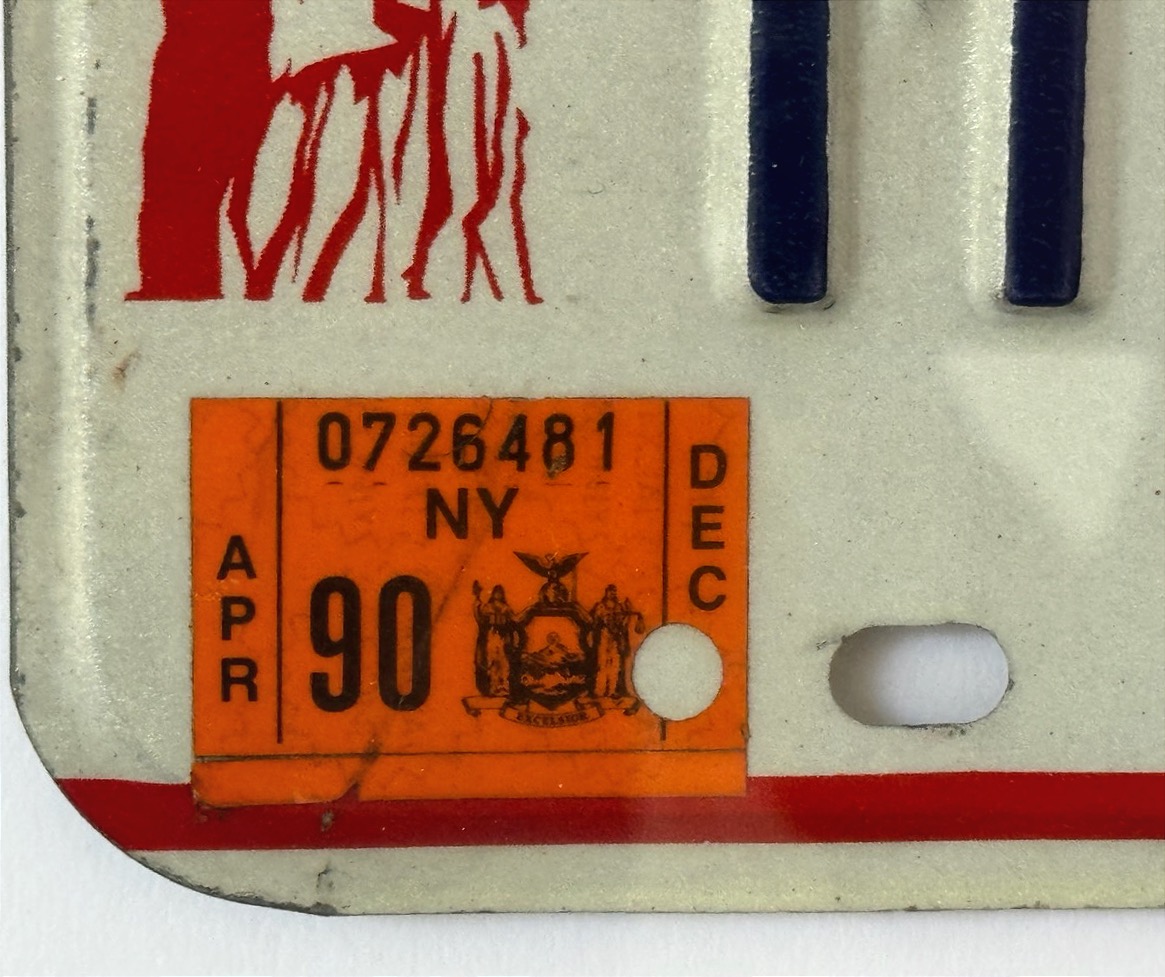 0726481
NY
APR
90
DEC
EXCELSIOR